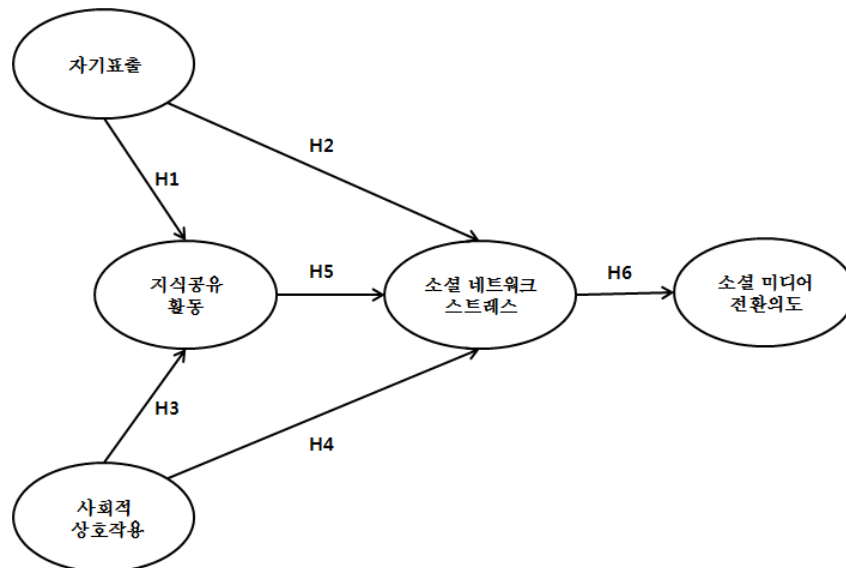 자기표출
H2
H1
지식공유
활동
H5
소셜 네트워크
스트레스
H6
소셜 미디어
전환의도
H3
H4
사회적
상호작용